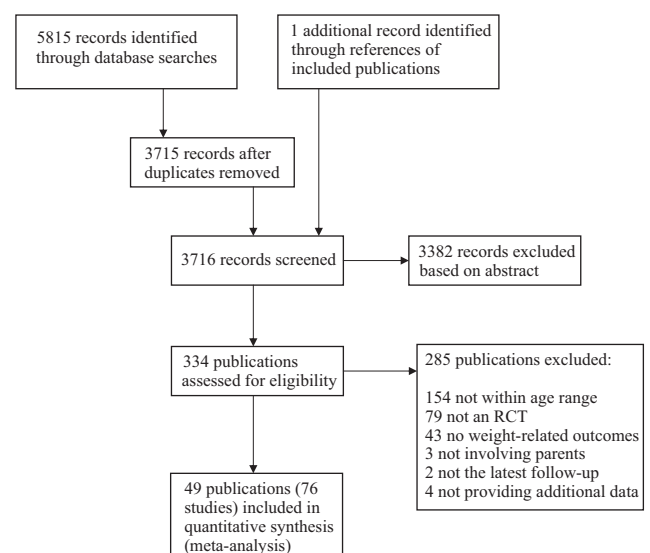 5815 records identified
through database searches
1 additional record identified
through references of
included publications
3715 records after
duplicates removed
3716 records screened
3382 records excluded
based on abstract
334 publications
assessed for eligibility
285 publications excluded:
154 not within age range
79 not an RCT
43 no weight-related outcomes
3 not involving parents
2 not the latest follow-up
4 not providing additional data
49 publications (76
studies) included in
quantitative synthesis
(meta-analysis)